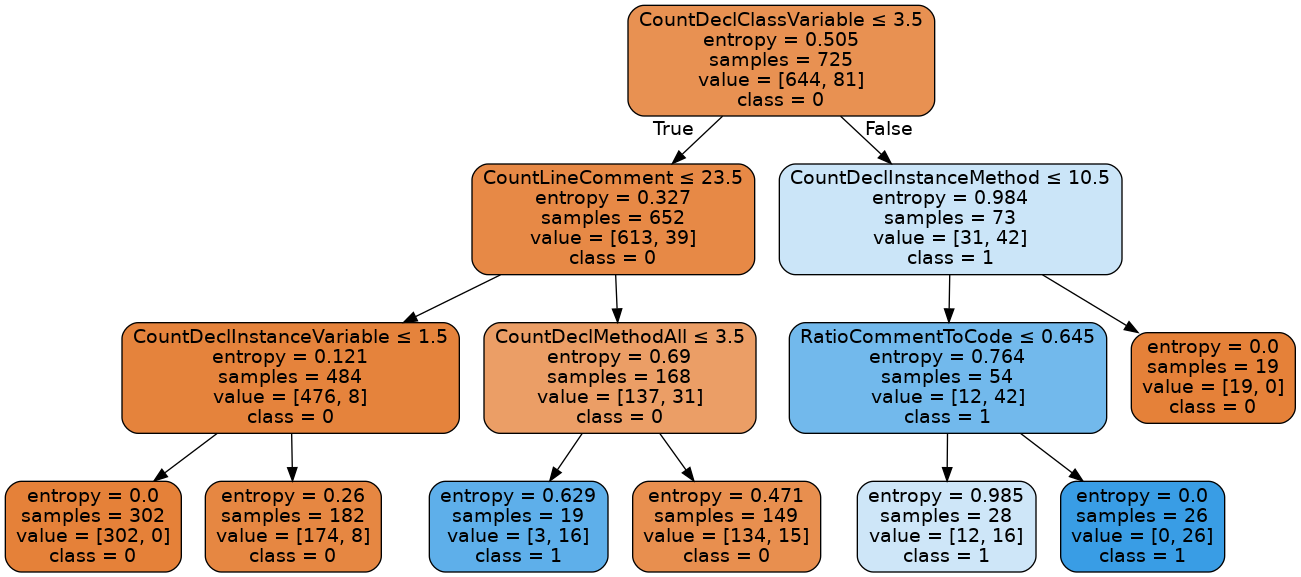 CountDeclClassVariable ≤ 3.5
entropy = 0.505
samples = 725
value = [644, 81]
class = 0
True
False
CountLineComment ≤ 23.5
entropy = 0.327
samples = 652
value = [613, 39]
class = 0
CountDeclInstanceMethod ≤ 10.5
entropy = 0.984
samples = 73
value = [31, 42]
class = 1
CountDeclInstanceVariable ≤ 1.5
entropy = 0.121
samples = 484
value = [476, 8]
class = 0
CountDeclMethodAll ≤ 3.5
entropy = 0.69
samples = 168
value = [137, 31]
class = 0
RatioCommentToCode ≤ 0.645
entropy = 0.764
samples = 54
value = [12, 42]
class = 1
entropy = 0.0
samples = 19
value = [19, 0]
class = 0
entropy = 0.0
samples = 302
value = [302, 0]
class = 0
entropy = 0.26
samples = 182
value = [174, 8]
class = 0
entropy = 0.629
samples = 19
value = [3, 16]
class = 1
entropy = 0.471
samples = 149
value = [134, 15]
class = 0
entropy = 0.985
samples = 28
value = [12, 16]
class = 1
entropy = 0.0
samples = 26
value = [0, 26]
class = 1